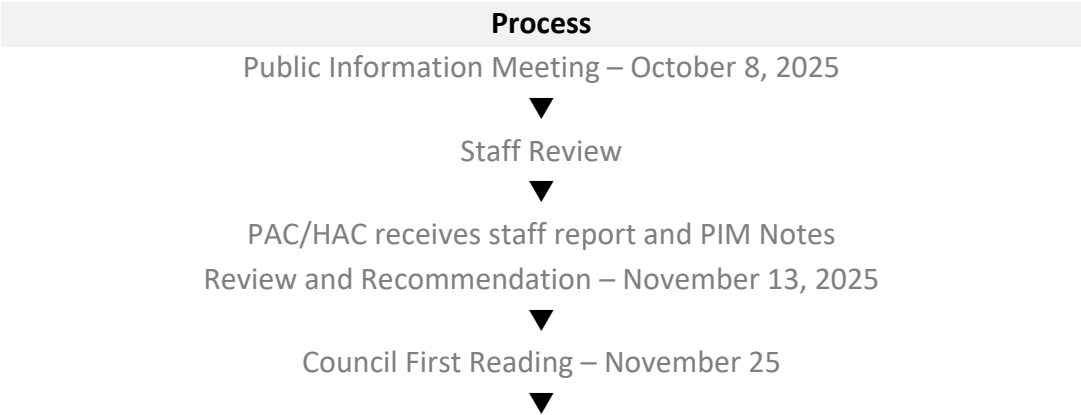 Process
Public Information Meeting – October 8, 2025
▼
Staff Review
▼
PAC/HAC receives staff report and PIM Notes
Review and Recommendation – November 13, 2025
▼
Council First Reading – November 25
▼